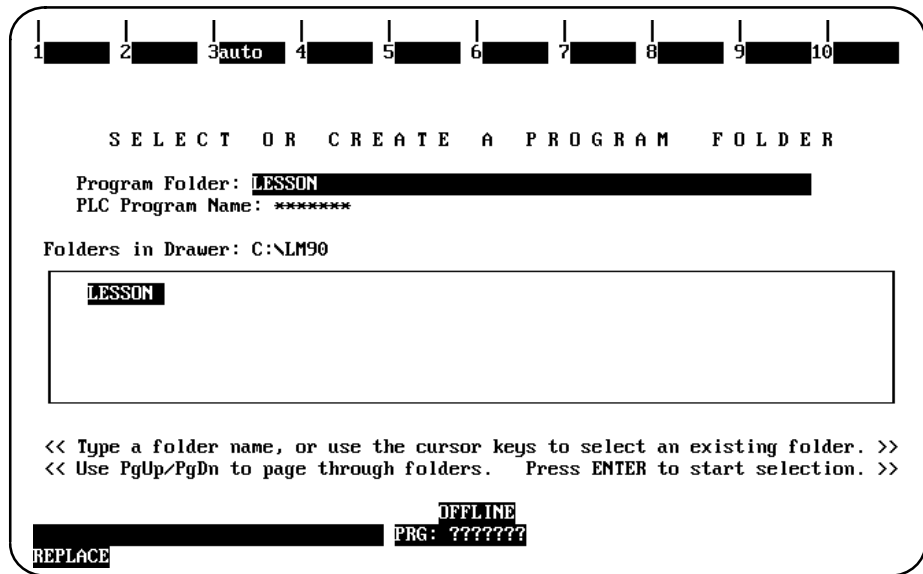 1 2 3auto 4 5 6 7 8 9 10
S E L E C T   O R   C R E A T E   A   P R O G R A M   F O L D E R
Program Folder: LESSON
PLC Program Name: *******
Folders in Drawer: C:\LM90
LESSON
<< Type a folder name, or use the cursor keys to select an existing folder. >>
<< Use PgUp/PgDn to page through folders.   Press ENTER to start selection. >>
OFFLINE
PRG: ???????
REPLACE